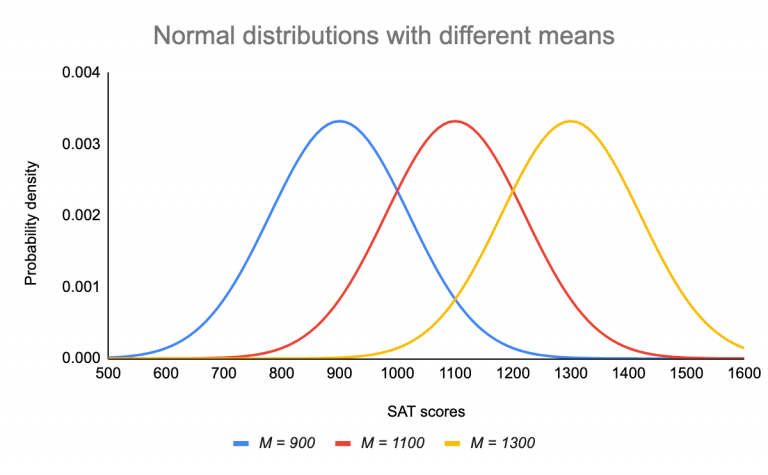 Normal distributions with different means
0.004
0.003
0.002
0.001
0.000
Probability density
500 600 700 800 900 1000 1100 1200 1300 1400 1500 1600
SAT scores
M = 900 M = 1100 M = 1300